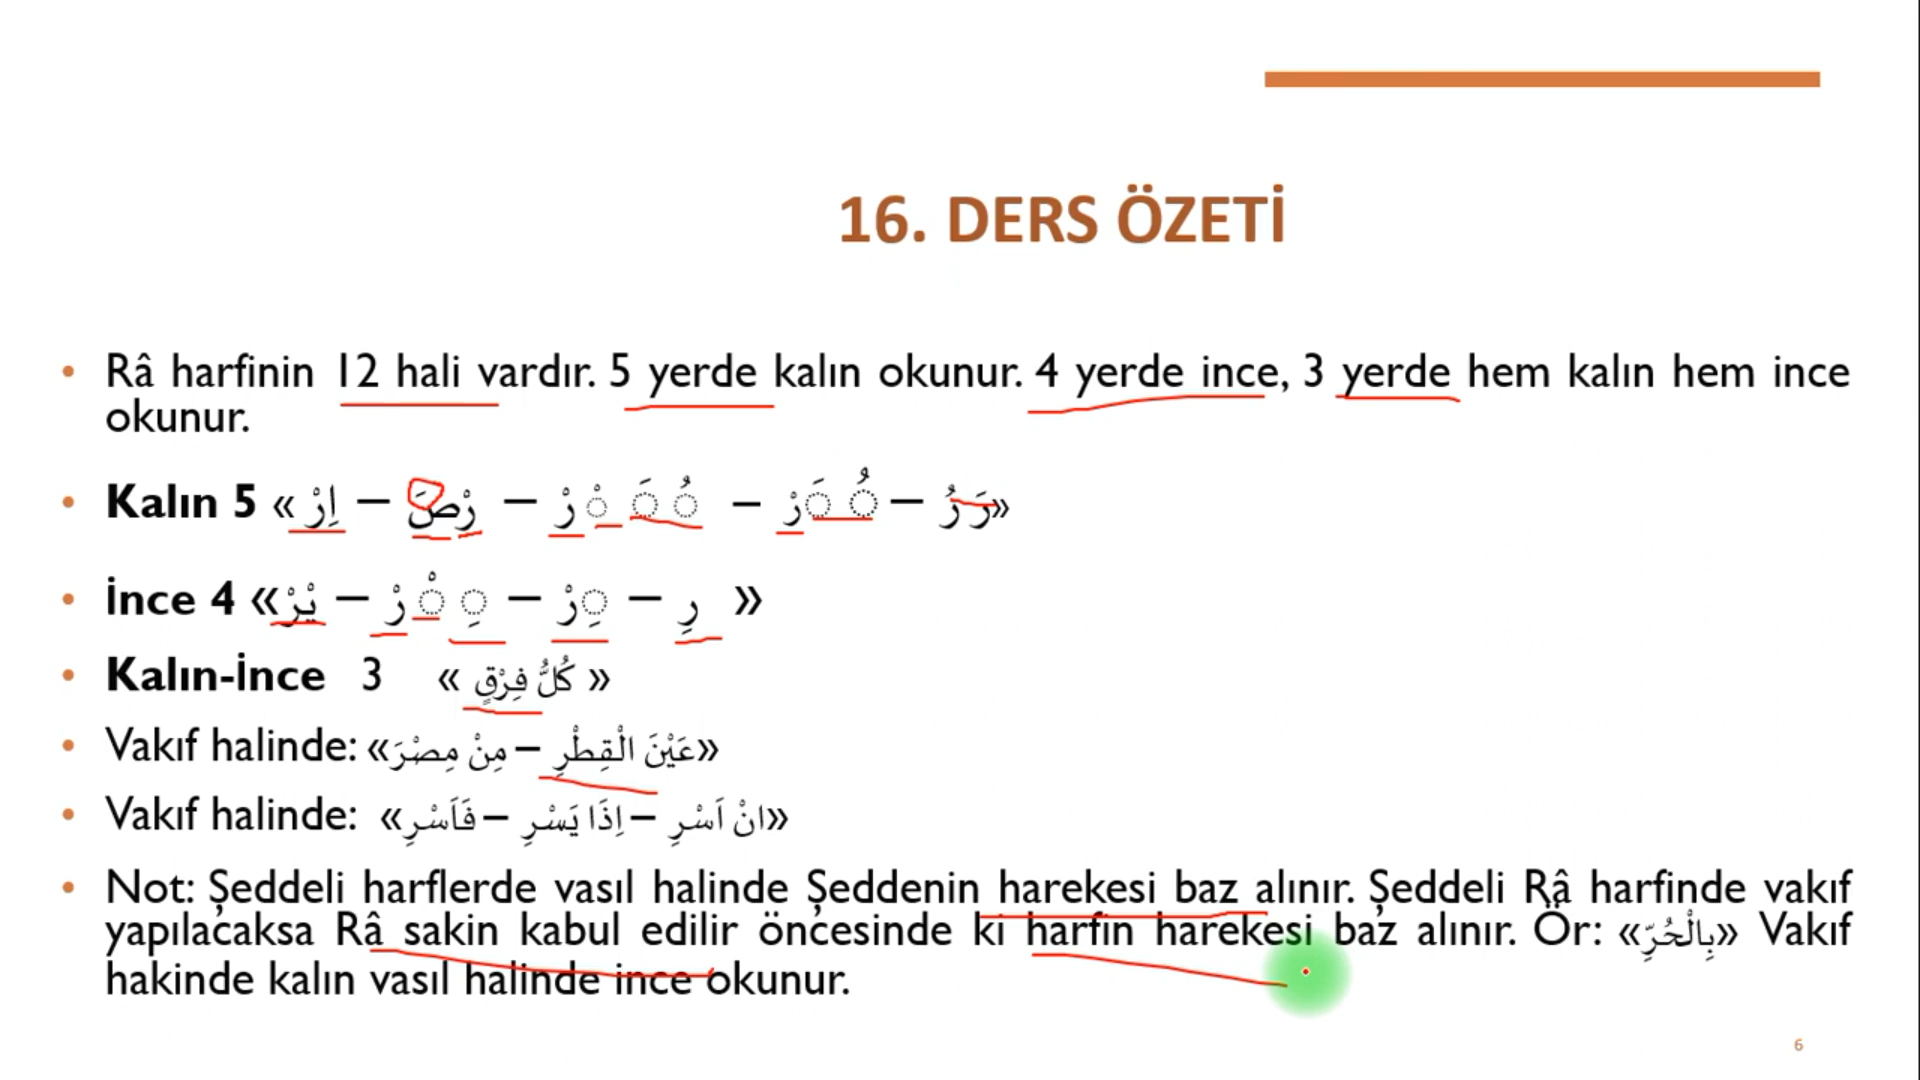 16. DERS ÖZETİ
• Râ harfinin 12 hali vardır. 5 yerde kalın okunur. 4 yerde ince, 3 yerde hem kalın hem ince
okunur.
• Kalın 5 «رَ رُ – ◌ُ ◌َرْ – ◌ُ ◌َ ◌ْ رْ – رْصَ – اِرْ»
• İnce 4 « رِ – ◌ِرْ – ◌ِ ◌ْ رْ – يْرْ»
• Kalın-İnce 3 « كُلُّ فِرْقٍ »
• Vakıf halinde: «عَيْنَ الْقِطْرِ – مِنْ مِصْرَ»
• Vakıf halinde: «انْ اَسْرِ – اِذَا يَسْرِ – فَاَسْرِ»
• Not: Şeddeli harflerde vasıl halinde Şeddenin harekesi baz alınır. Şeddeli Râ harfinde vakıf
yapılacaksa Râ sakin kabul edilir öncesinde ki harfin harekesi baz alınır. Ör: «بِالْحُرِّ» Vakıf
hakinde kalın vasıl halinde ince okunur.
6